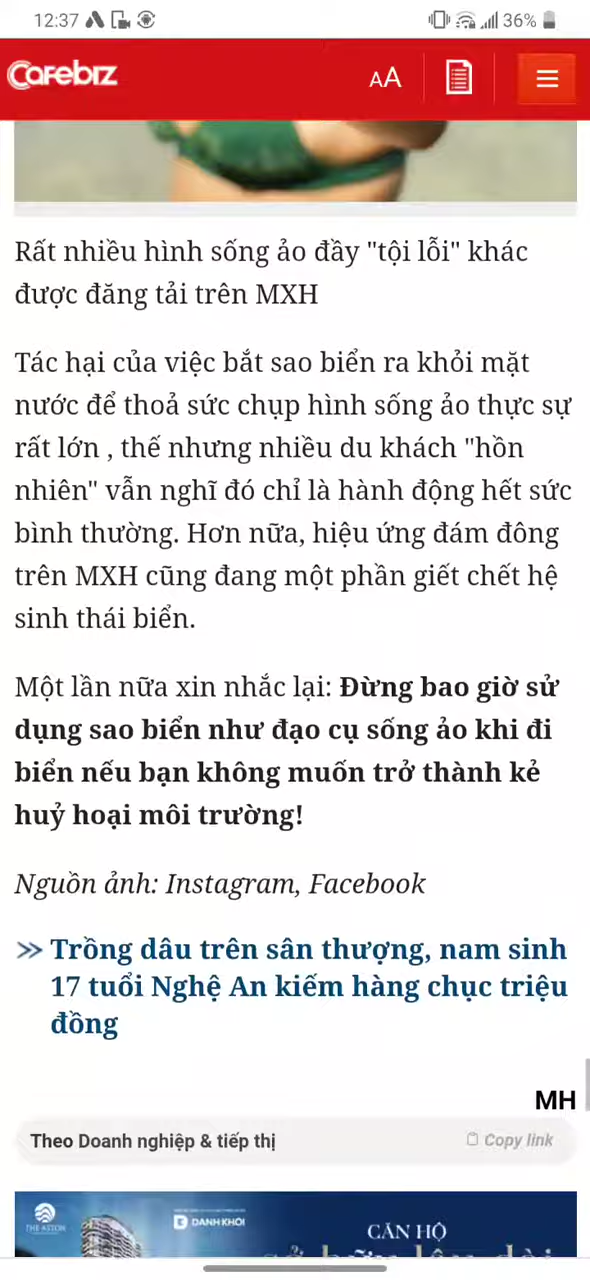 12:37
36%
Cafebiz
AA
Rất nhiều hình sống ảo đầy "tội lỗi" khác
được đăng tải trên MXH
Tác hại của việc bắt sao biển ra khỏi mặt
nước để thoả sức chụp hình sống ảo thực sự
rất lớn , thế nhưng nhiều du khách "hồn
nhiên" vẫn nghĩ đó chỉ là hành động hết sức
bình thường. Hơn nữa, hiệu ứng đám đông
trên MXH cũng đang một phần giết chết hệ
sinh thái biển.
Một lần nữa xin nhắc lại: Đừng bao giờ sử
dụng sao biển như đạo cụ sống ảo khi đi
biển nếu bạn không muốn trở thành kẻ
huỷ hoại môi trường!
Nguồn ảnh: Instagram, Facebook
>> Trồng dâu trên sân thượng, nam sinh
17 tuổi Nghệ An kiếm hàng chục triệu
đồng
MH
Theo Doanh nghiệp & tiếp thị
Copy link
THE ASTON
DANH KHÔI
CĂN HỘ